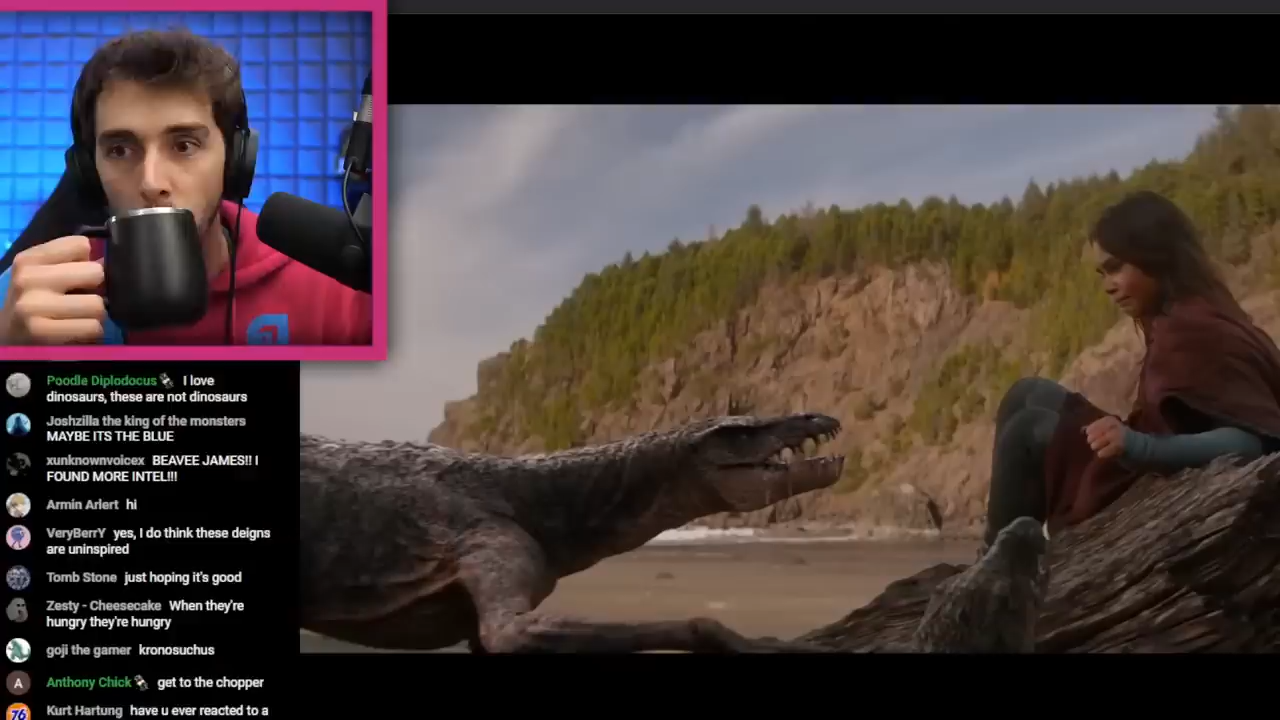 Poodle Diplodocus I love
dinosaurs, these are not dinosaurs
Joshzilla the king of the monsters
MAYBE ITS THE BLUE
xunknownvoicex BEAVEE JAMES!! I
FOUND MORE INTEL!!!
Armin Arlert hi
VeryBerrY yes, I do think these deigns
are uninspired
Tomb Stone just hoping it's good
Zesty - Cheesecake When they're
hungry they're hungry
goji the gamer kronosuchus
A
Anthony Chick get to the chopper
76
Kurt Hartung have u ever reacted to a